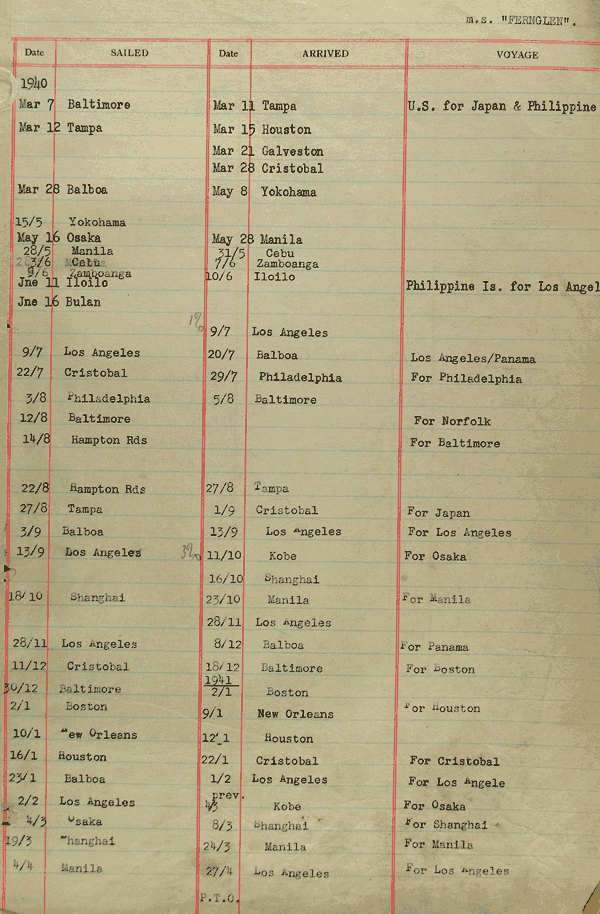 m.s. "FERNGLEN".
Date SAILED Date ARRIVED VOYAGE
1940
Mar 7 Baltimore Mar 11 Tampa U.S. for Japan & Philippine
Mar 12 Tampa Mar 15 Houston
Mar 21 Galveston
Mar 28 Cristobal
Mar 28 Balboa May 8 Yokohama
15/5 Yokohama
May 16 Osaka May 28 Manila
28/5 Manila 31/5 Cebu
3/6 Cebu 7/6 Zamboanga
9/6 Zamboanga 10/6 Iloilo
Jne 11 Iloilo Philippine Is. for Los Angel
Jne 16 Bulan
9/7 Los Angeles
9/7 Los Angeles 20/7 Balboa Los Angeles/Panama
22/7 Cristobal 29/7 Philadelphia For Philadelphia
3/8 Philadelphia 5/8 Baltimore
12/8 Baltimore For Norfolk
14/8 Hampton Rds For Baltimore
22/8 Hampton Rds 27/8 Tampa
27/8 Tampa 1/9 Cristobal For Japan
3/9 Balboa 13/9 Los Angeles For Los Angeles
13/9 Los Angeles 11/10 Kobe For Osaka
16/10 Shanghai
18/10 Shanghai 23/10 Manila For Manila
28/11 Los Angeles
28/11 Los Angeles 8/12 Balboa For Panama
11/12 Cristobal 18/12 Baltimore For Boston
1941
30/12 Baltimore 2/1 Boston
2/1 Boston 9/1 New Orleans For Houston
10/1 New Orleans 12/1 Houston
16/1 Houston 22/1 Cristobal For Cristobal
23/1 Balboa 1/2 Los Angeles For Los Angele
prev.
2/2 Los Angeles 4/3 Kobe For Osaka
4/3 Osaka 8/3 Shanghai For Shanghai
19/3 Shanghai 24/3 Manila For Manila
4/4 Manila 27/4 Los Angeles For Los Angeles
P.T.O.